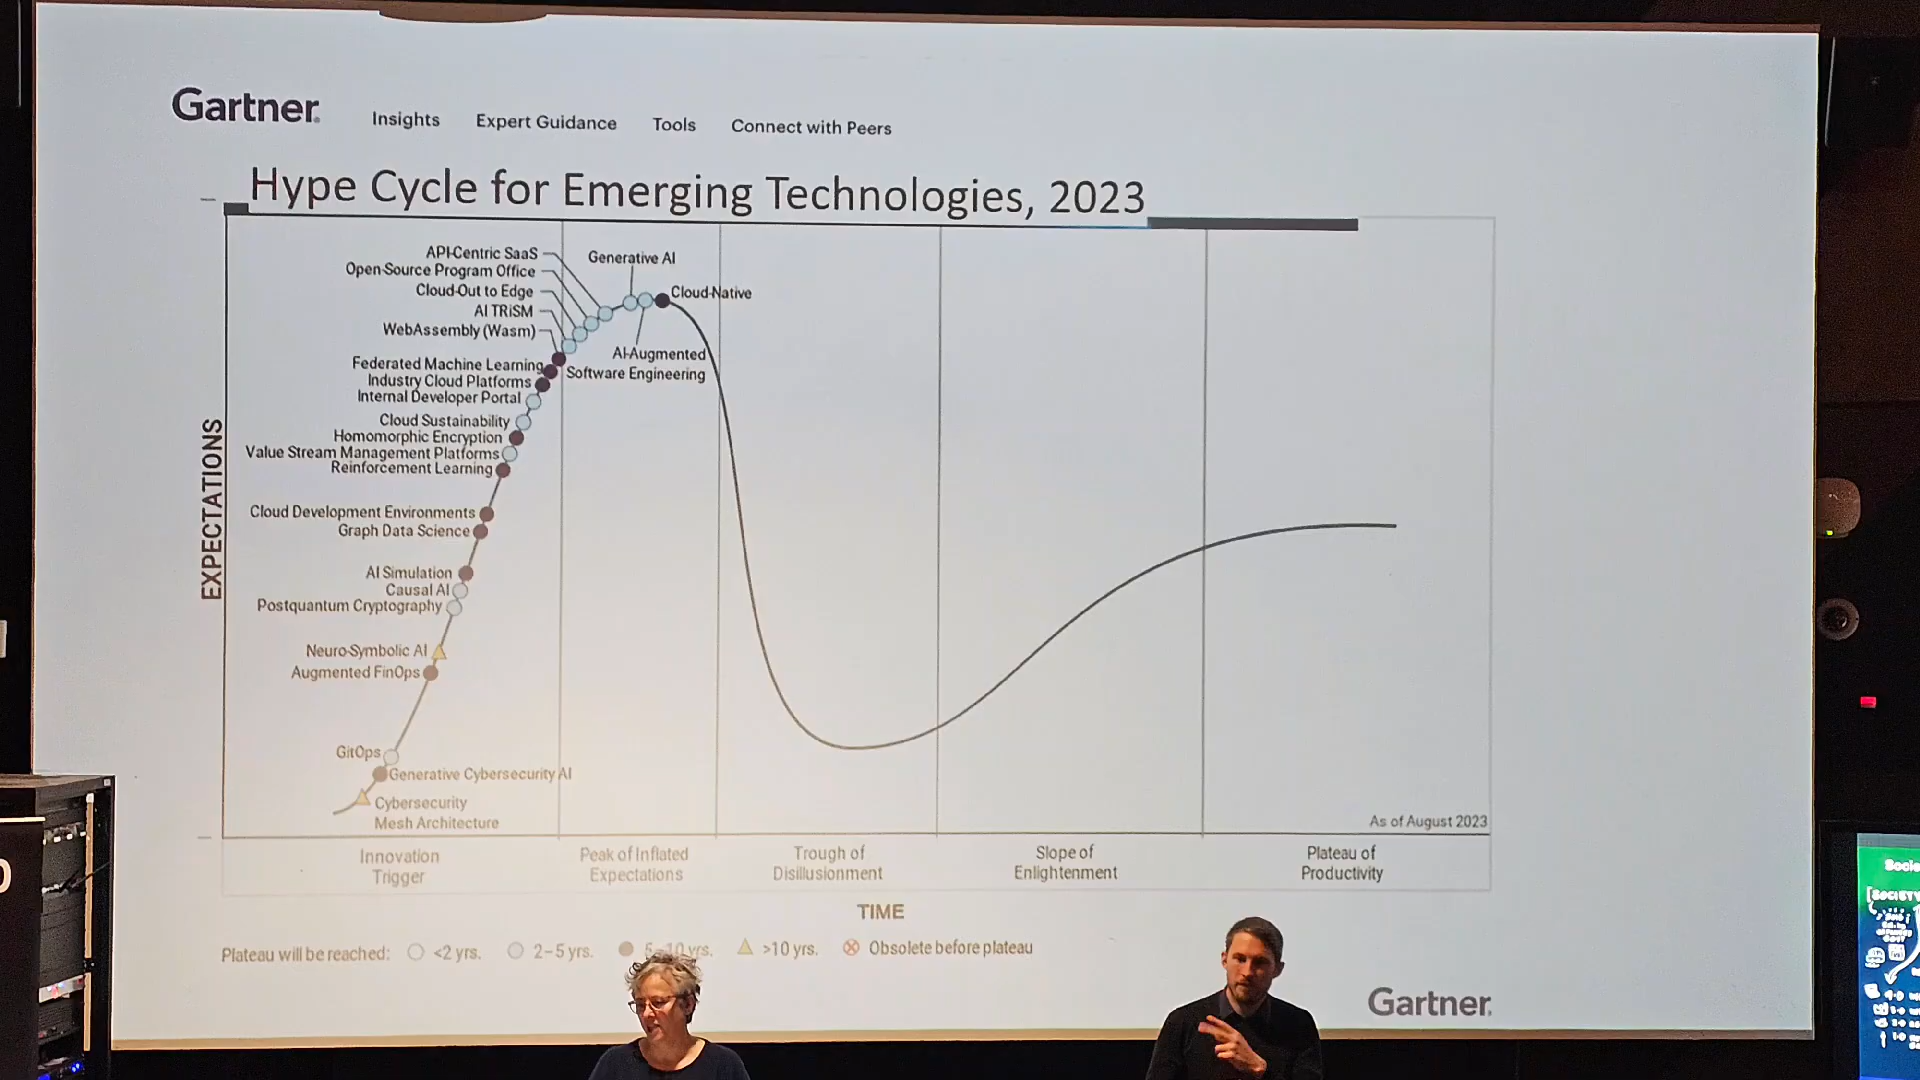 Gartner.
Insights Expert Guidance Tools Connect with Peers
Hype Cycle for Emerging Technologies, 2023
API-Centric SaaS
Generative AI
Open-Source Program Office
Cloud-Out to Edge
Cloud-Native
AI TRiSM
WebAssembly (Wasm)
AI-Augmented
Software Engineering
Federated Machine Learning
Industry Cloud Platforms
Internal Developer Portal
Cloud Sustainability
Homomorphic Encryption
Value Stream Management Platforms
Reinforcement Learning
Cloud Development Environments
Graph Data Science
AI Simulation
Causal AI
Postquantum Cryptography
Neuro-Symbolic AI
Augmented FinOps
GitOps
Generative Cybersecurity AI
Cybersecurity
Mesh Architecture
EXPECTATIONS
As of August 2023
Innovation
Trigger
Peak of Inflated
Expectations
Trough of
Disillusionment
Slope of
Enlightenment
Plateau of
Productivity
TIME
Plateau will be reached: <2 yrs. 2–5 yrs. 5–10 yrs. >10 yrs. Obsolete before plateau
Gartner.